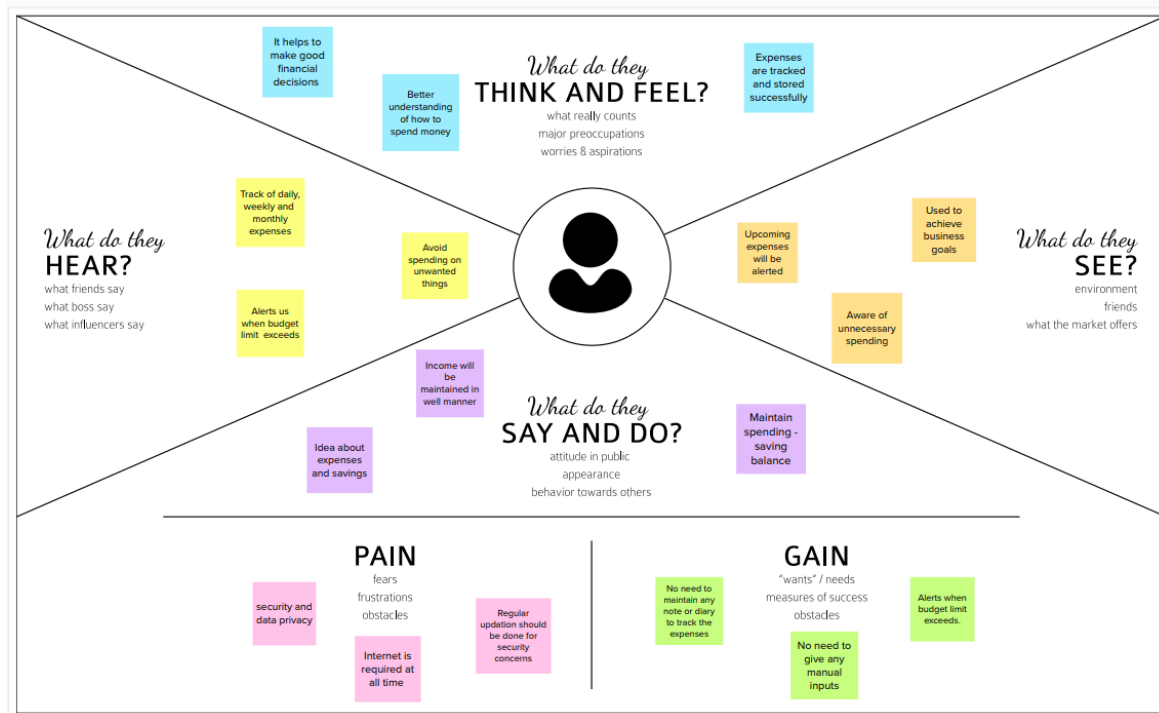 It helps to
make good
financial
decisions
Better
understanding
of how to
spend money
What do they
THINK AND FEEL?
what really counts
major preoccupations
worries & aspirations
Expenses
are tracked
and stored
successfully
What do they
HEAR?
what friends say
what boss say
what influencers say
Track of daily,
weekly and
monthly
expenses
Avoid
spending on
unwanted
things
Alerts us
when budget
limit exceeds
Upcoming
expenses
will be
alerted
Used to
achieve
business
goals
Aware of
unnecessary
spending
What do they
SEE?
environment
friends
what the market offers
Income will
be
maintained in
well manner
Idea about
expenses
and savings
What do they
SAY AND DO?
attitude in public
appearance
behavior towards others
Maintain
spending -
saving
balance
PAIN
fears
frustrations
obstacles
security and
data privacy
Internet is
required at
all time
Regular
updation should
be done for
security
concerns
GAIN
"wants" / needs
measures of success
obstacles
No need to
maintain any
note or diary
to track the
expenses
No need to
give any
manual
inputs
Alerts when
budget limit
exceeds.